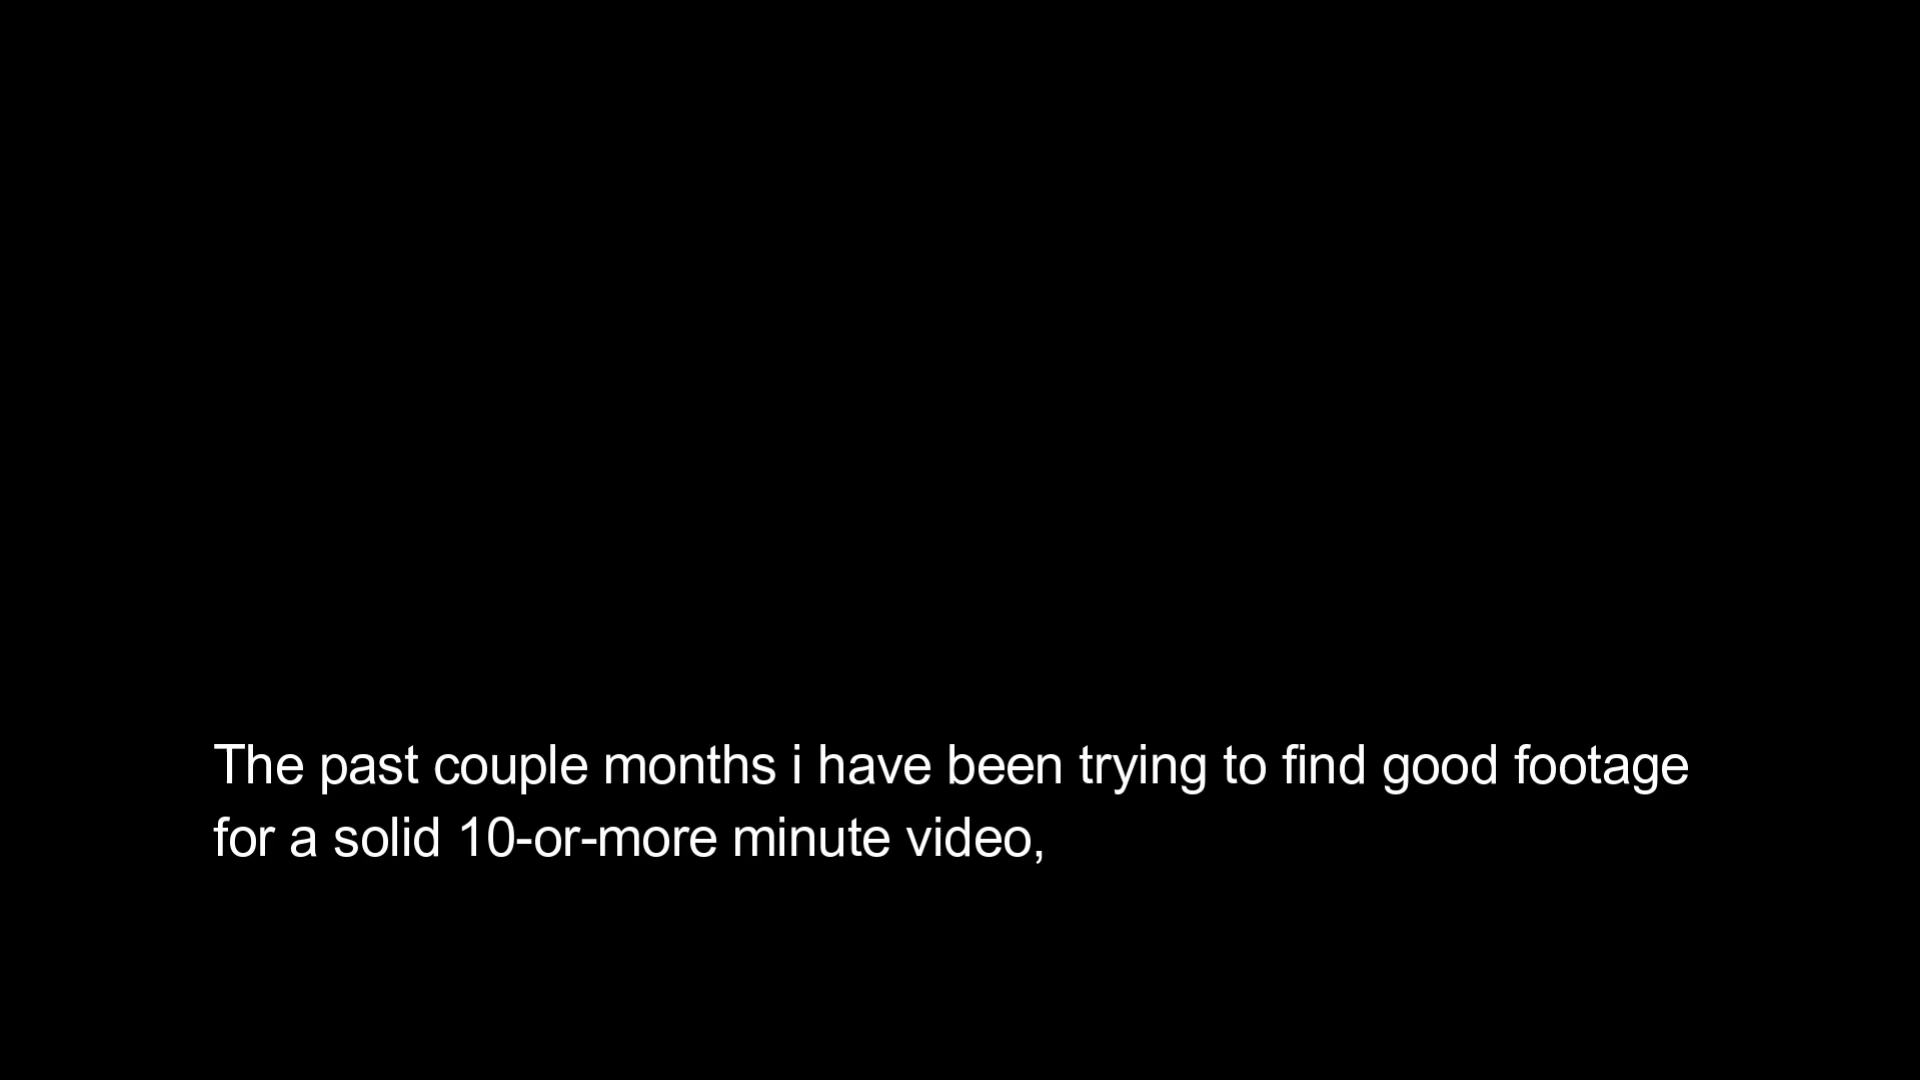 The past couple months i have been trying to find good footage
for a solid 10-or-more minute video,